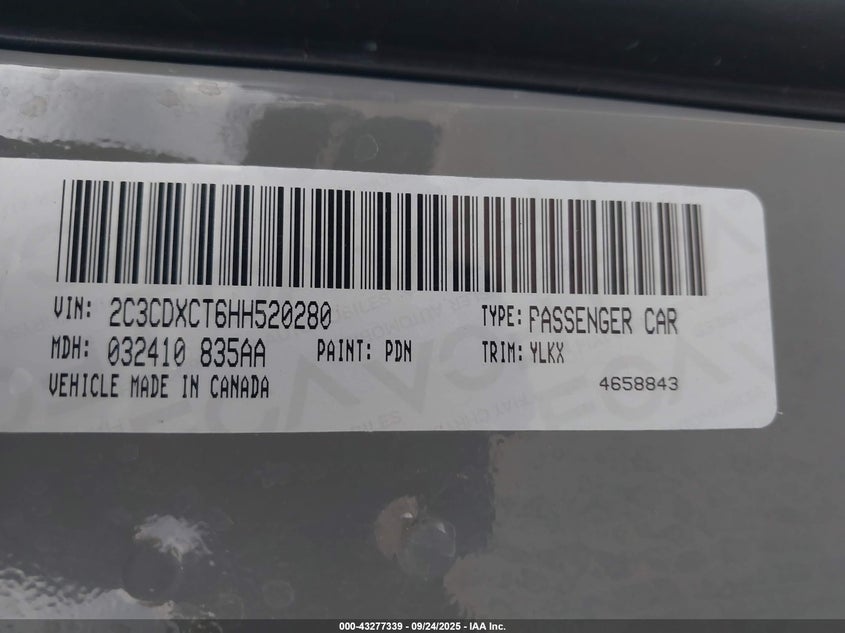 VIN: 2C3CDXCT6HH520280 TYPE: PASSENGER CAR
MDH: 032410 835AA PAINT: PDN TRIM: YLKX
VEHICLE MADE IN CANADA 4658843
000-43277339 - 09/24/2025 - IAA Inc.